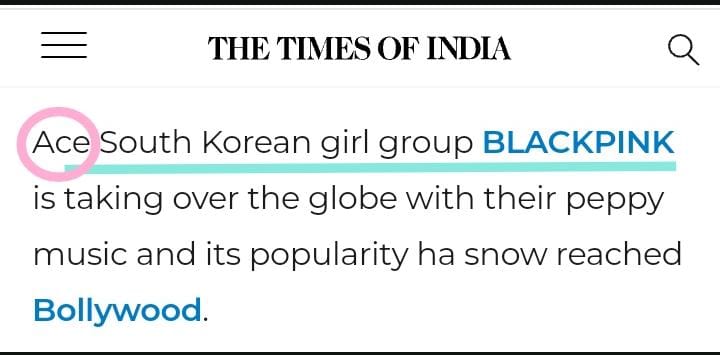 THE TIMES OF INDIA
Ace South Korean girl group BLACKPINK
is taking over the globe with their peppy
music and its popularity ha snow reached
Bollywood.